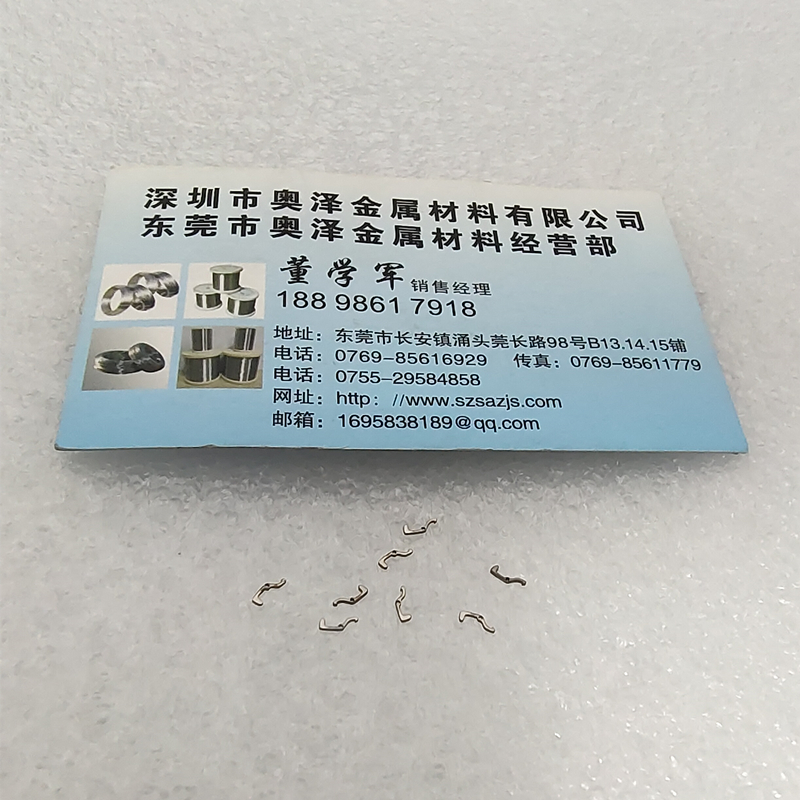 深圳市奥泽金属材料有限公司
东莞市奥泽金属材料经营部
董学军 销售经理
188 9861 7918
地址：东莞市长安镇涌头莞长路98号B13.14.15铺
电话：0769-85616929 传真：0769-85611779
电话：0755-29584858
网址：http：//www.szsazjs.com
邮箱：1695838189@qq.com